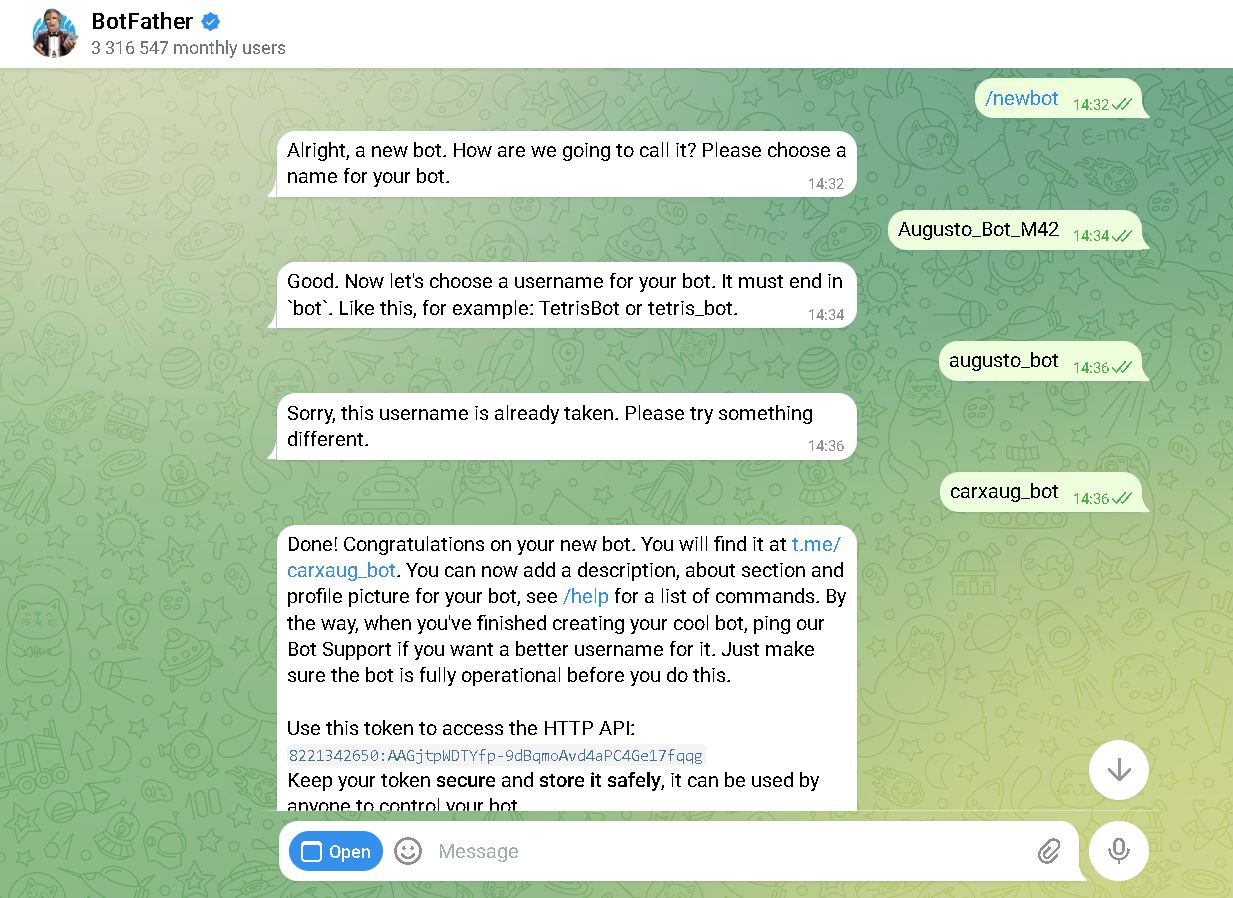 BotFather
3 316 547 monthly users
/newbot 14:32
Alright, a new bot. How are we going to call it? Please choose a
name for your bot.
14:32
Augusto_Bot_M42 14:34
Good. Now let's choose a username for your bot. It must end in
`bot`. Like this, for example: TetrisBot or tetris_bot.
14:34
augusto_bot 14:36
Sorry, this username is already taken. Please try something
different.
14:36
carxaug_bot 14:36
Done! Congratulations on your new bot. You will find it at t.me/
carxaug_bot. You can now add a description, about section and
profile picture for your bot, see /help for a list of commands. By
the way, when you've finished creating your cool bot, ping our
Bot Support if you want a better username for it. Just make
sure the bot is fully operational before you do this.
Use this token to access the HTTP API:
8221342650:AAGjtpWDTYfp-9dBqmoAvd4aPC4Ge17fqqg
Keep your token secure and store it safely, it can be used by
anyone to control your bot
Open
Message